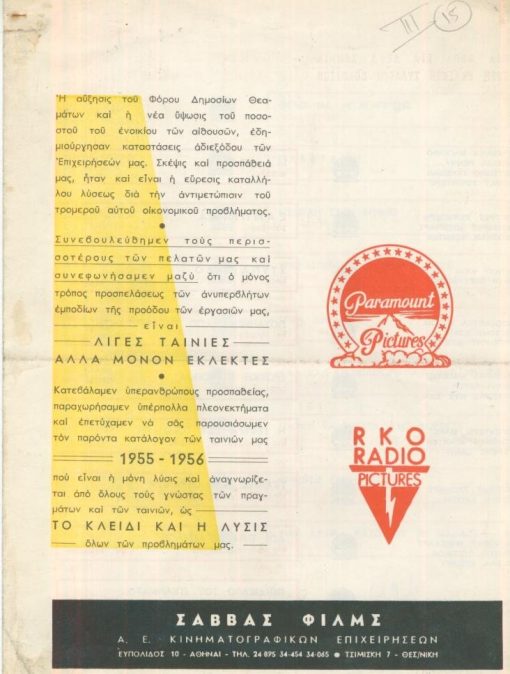 III 15
Ἡ αὔξησις τοῦ Φόρου Δημοσίων Θεα-
μάτων καὶ ἡ νέα ὕψωσις τοῦ ποσο-
στοῦ τοῦ ἐνοικίου τῶν αἰθουσῶν, ἐδη-
μιούργησαν καταστάσεις ἀδιεξόδου τῶν
Ἐπιχειρήσεών μας. Σκέψις καὶ προσπάθειά
μας, ἦταν καὶ εἶναι ἡ εὕρεσις καταλλή-
λου λύσεως διὰ τὴν ἀντιμετώπισιν τοῦ
τρομεροῦ αὐτοῦ οἰκονομικοῦ προβλήματος.
Συνεβουλεύθημεν τοὺς περισ-
σοτέρους τῶν πελατῶν μας καὶ
συνεφωνήσαμεν μαζὺ ὅτι ὁ μόνος
τρόπος προσπελάσεως τῶν ἀνυπερβλήτων
ἐμποδίων τῆς προόδου τῶν ἐργασιῶν μας,
εἶναι
ΛΙΓΕΣ ΤΑΙΝΙΕΣ
ΑΛΛΑ ΜΟΝΟΝ ΕΚΛΕΚΤΕΣ
Κατεβάλαμεν ὑπερανθρώπους προσπαθείας,
παραχωρήσαμεν ὑπέρπολλα πλεονεκτήματα
καὶ ἐπετύχαμεν νὰ σᾶς παρουσιάσωμεν
τὸν παρόντα κατάλογον τῶν ταινιῶν μας
1955 - 1956
ποὺ εἶναι ἡ μόνη λύσις καὶ ἀναγνωρίζε-
ται ἀπὸ ὅλους τοὺς γνώστας τῶν πραγ-
μάτων καὶ τῶν ταινιῶν, ὡς
ΤΟ ΚΛΕΙΔΙ ΚΑΙ Η ΛΥΣΙΣ
ὅλων τῶν προβλημάτων μας.
Paramount
Pictures
RKO
RADIO
PICTURES
ΣΑΒΒΑΣ ΦΙΛΜΣ
Α. Ε. ΚΙΝΗΜΑΤΟΓΡΑΦΙΚΩΝ ΕΠΙΧΕΙΡΗΣΕΩΝ
ΕΥΠΟΛΙΔΟΣ 10 - ΑΘΗΝΑΙ - ΤΗΛ. 24 895 34-454 34-065 ● ΤΣΙΜΙΣΚΗ 7 - ΘΕΣ/ΝΙΚΗ